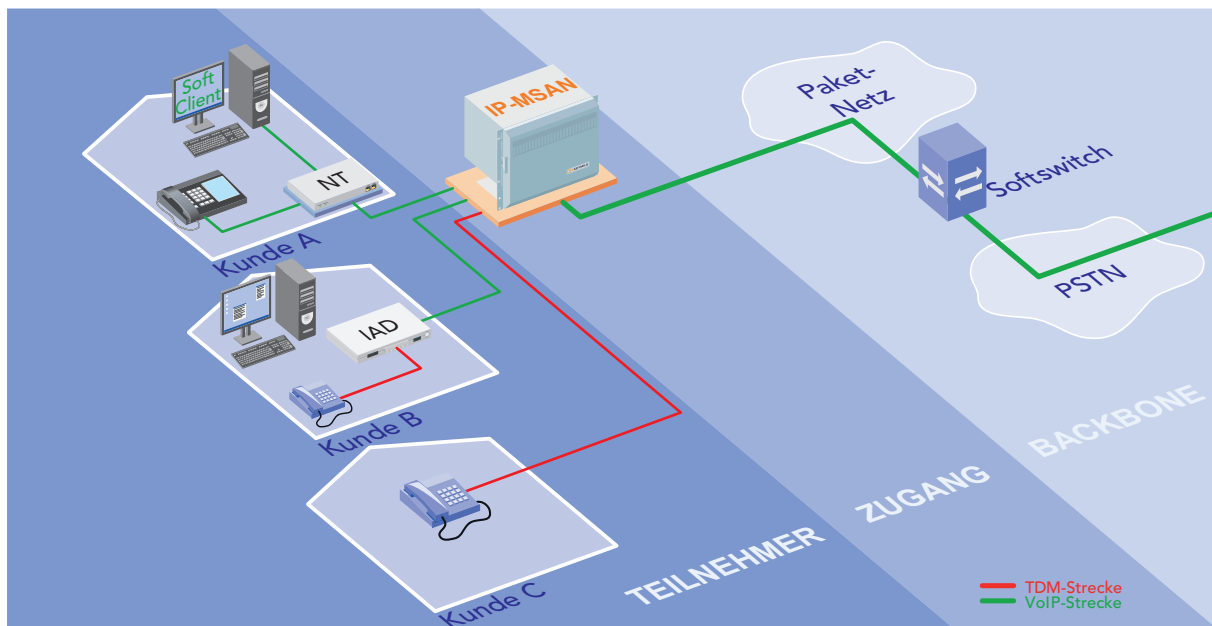 Soft
Client
NT
Kunde A
IP-MSAN
Paket-
Netz
Softswitch
PSTN
IAD
Kunde B
Kunde C
TEILNEHMER
ZUGANG
BACKBONE
TDM-Strecke
VoIP-Strecke